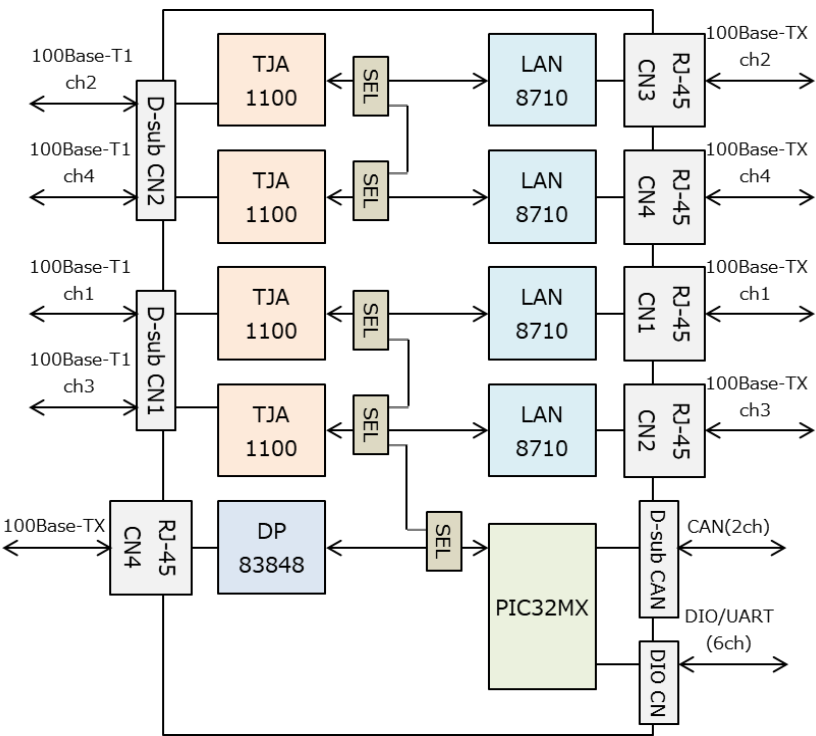 100Base-T1
ch2
D-sub CN2
TJA
1100
SEL
LAN
8710
RJ-45
CN3
100Base-TX
ch2
100Base-T1
ch4
TJA
1100
SEL
LAN
8710
RJ-45
CN4
100Base-TX
ch4
100Base-T1
ch1
D-sub CN1
TJA
1100
SEL
LAN
8710
RJ-45
CN1
100Base-TX
ch1
100Base-T1
ch3
TJA
1100
SEL
LAN
8710
RJ-45
CN2
100Base-TX
ch3
100Base-TX
RJ-45
CN4
DP
83848
SEL
PIC32MX
D-sub CAN
CAN(2ch)
DIO CN
DIO/UART
(6ch)